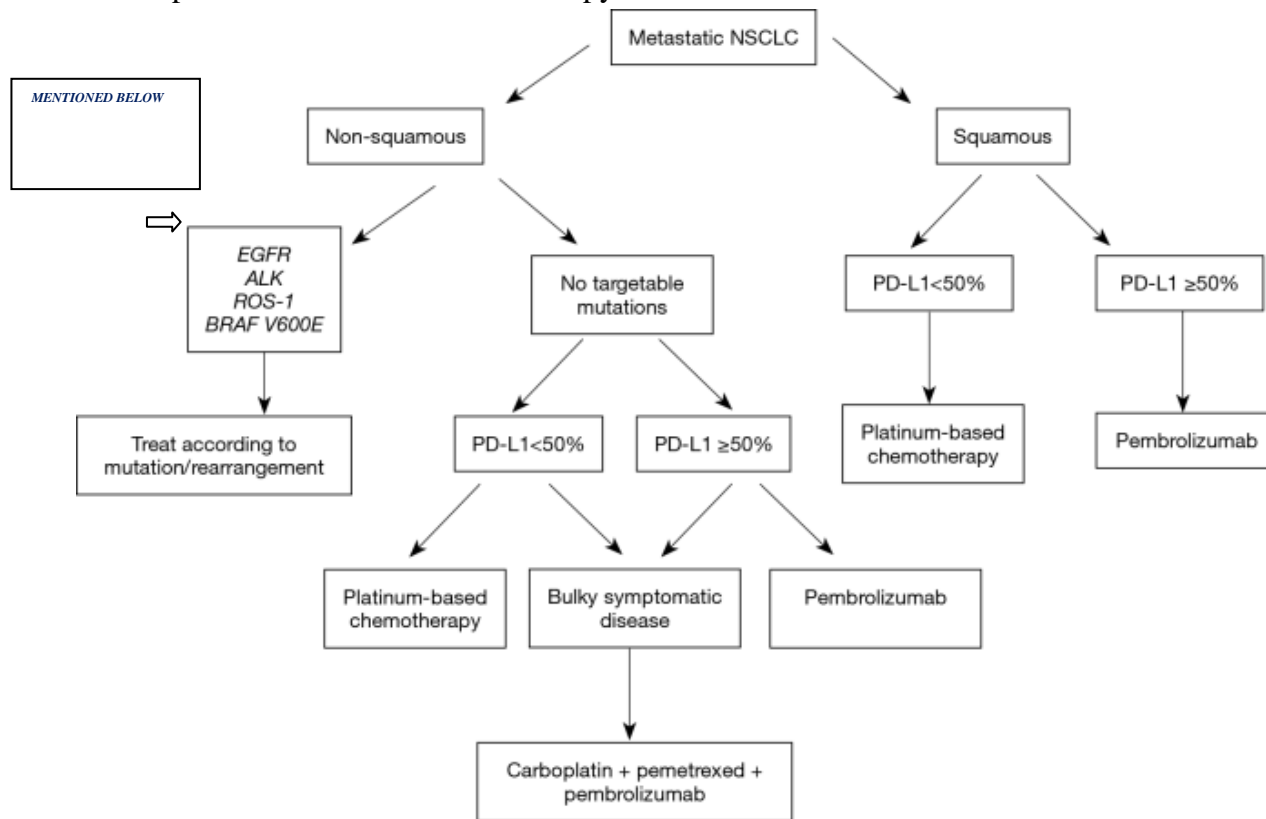 Metastatic NSCLC
MENTIONED BELOW
Non-squamous
Squamous
EGFR
ALK
ROS-1
BRAF V600E
No targetable
mutations
PD-L1<50%
PD-L1 ≥50%
Treat according to
mutation/rearrangement
PD-L1<50%
PD-L1 ≥50%
Platinum-based
chemotherapy
Pembrolizumab
Platinum-based
chemotherapy
Bulky symptomatic
disease
Pembrolizumab
Carboplatin + pemetrexed +
pembrolizumab